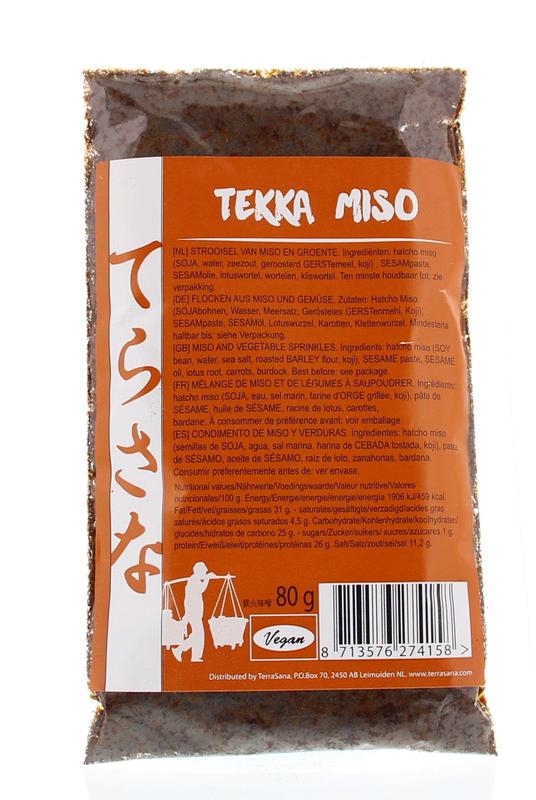 TEKKA MISO
てらさな
[NL] STROOISEL VAN MISO EN GROENTE. Ingrediënten: hatcho miso
(SOJA, water, zeezout, geroosterd GERSTemeel, koji) , SESAMpasta,
SESAMolie, lotuswortel, wortelen, kliswortel. Ten minste houdbaar tot: zie
verpakking.
[DE] FLOCKEN AUS MISO UND GEMÜSE. Zutaten: Hatcho Miso
(SOJAbohnen, Wasser, Meersalz, Geröstetes GERSTenmehl, Koji),
SESAMpaste, SESAMöl, Lotuswurzel, Karotten, Klettenwurzel. Mindestens
haltbar bis: siehe Verpackung.
[GB] MISO AND VEGETABLE SPRINKLES. Ingredients: hatcho miso (SOY
bean, water, sea salt, roasted BARLEY flour, koji), SESAME paste, SESAME
oil, lotus root, carrots, burdock. Best before: see package.
[FR] MÉLANGE DE MISO ET DE LÉGUMES À SAUPOUDRER. Ingrédients:
hatcho miso (SOJA, eau, sel marin, farine d'ORGE grillée, koji), pâte de
SÉSAME, huile de SÉSAME, racine de lotus, carottes,
bardane. À consommer de préférence avant: voir emballage.
[ES] CONDIMENTO DE MISO Y VERDURAS. Ingredientes: hatcho miso
(semillas de SOJA, agua, sal marina, harina de CEBADA tostada, koji), pasta
de SÉSAMO, aceite de SÉSAMO, raiz de loto, zanahorias, bardana.
Consumir preferentemente antes de: ver envase.
Nutritional values/Nährwerte/Voedingswaarde/Valeur nutritive/Valores
nutricionales/100 g. Energy/Energie/energie/énergie/energía 1906 kJ/459 kcal.
Fat/Fett/vet/graisses/grasas 31 g. - saturates/gesättigte/verzadigd/acides gras
saturés/ácidos grasos saturados 4,5 g. Carbohydrate/Kohlenhydrate/koolhydraten/
glucides/hidratos de carbono 25 g. - sugars/Zucker/suikers/ sucres/azúcares 1 g.
protein/Eiweiß/eiwit/protéines/proteínas 26 g. Salt/Salz/zout/sel/sal 11,2 g.
鉄火味噌 80 g
Vegan
8 713576 274158 >
Distributed by TerraSana, P.O.Box 70, 2450 AB Leimuiden NL. www.terrasana.com